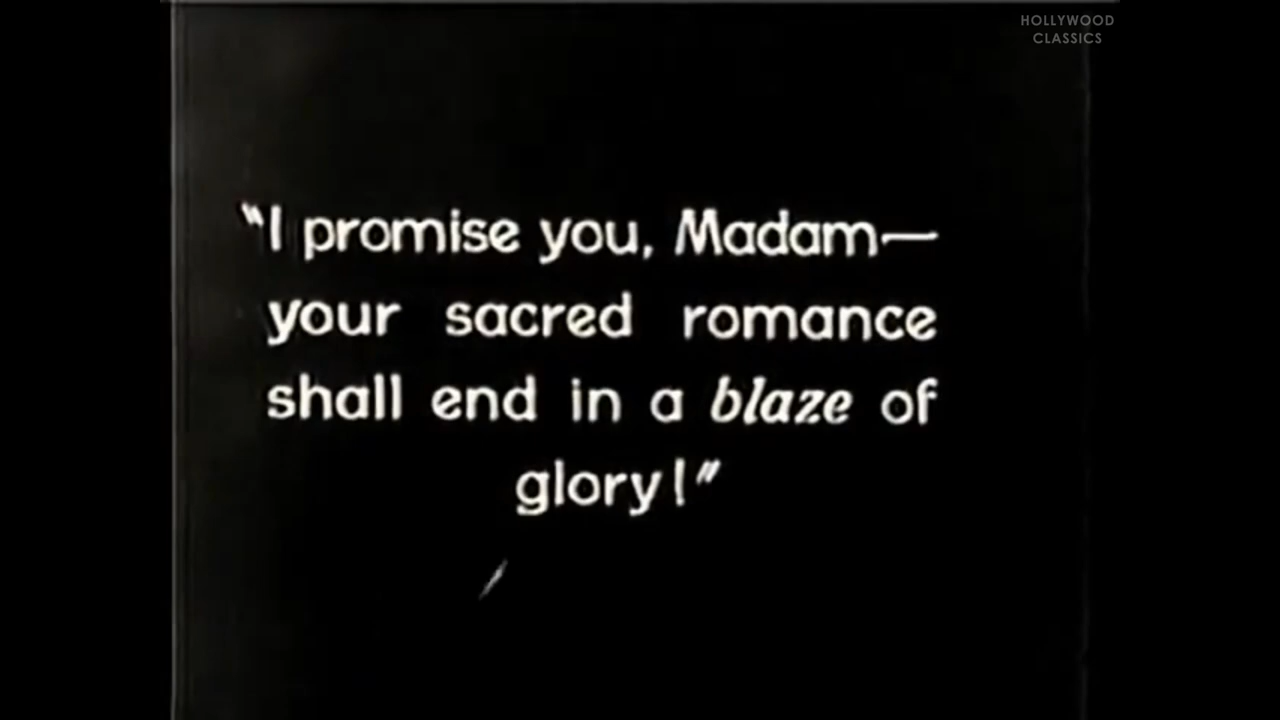 HOLLYWOOD
CLASSICS
"I promise you, Madam—
your sacred romance
shall end in a blaze of
glory!"